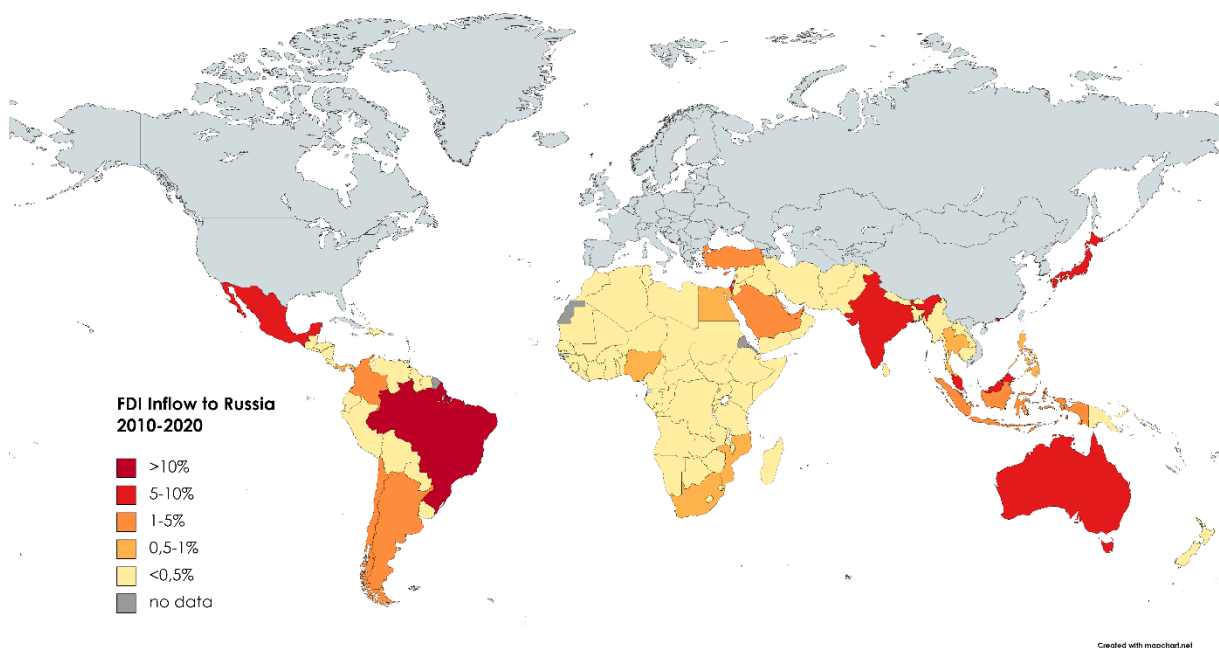 FDI Inflow to Russia
2010-2020
>10%
5-10%
1-5%
0,5-1%
<0,5%
no data
Created with mapchart.net